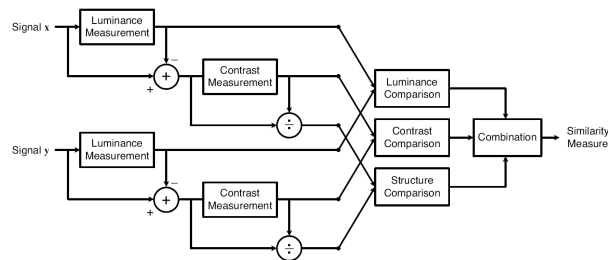 Signal x
Luminance
Measurement
−
+
+
Contrast
Measurement
÷
Luminance
Comparison
Contrast
Comparison
Combination
Similarity
Measure
Structure
Comparison
Signal y
Luminance
Measurement
−
+
+
Contrast
Measurement
÷